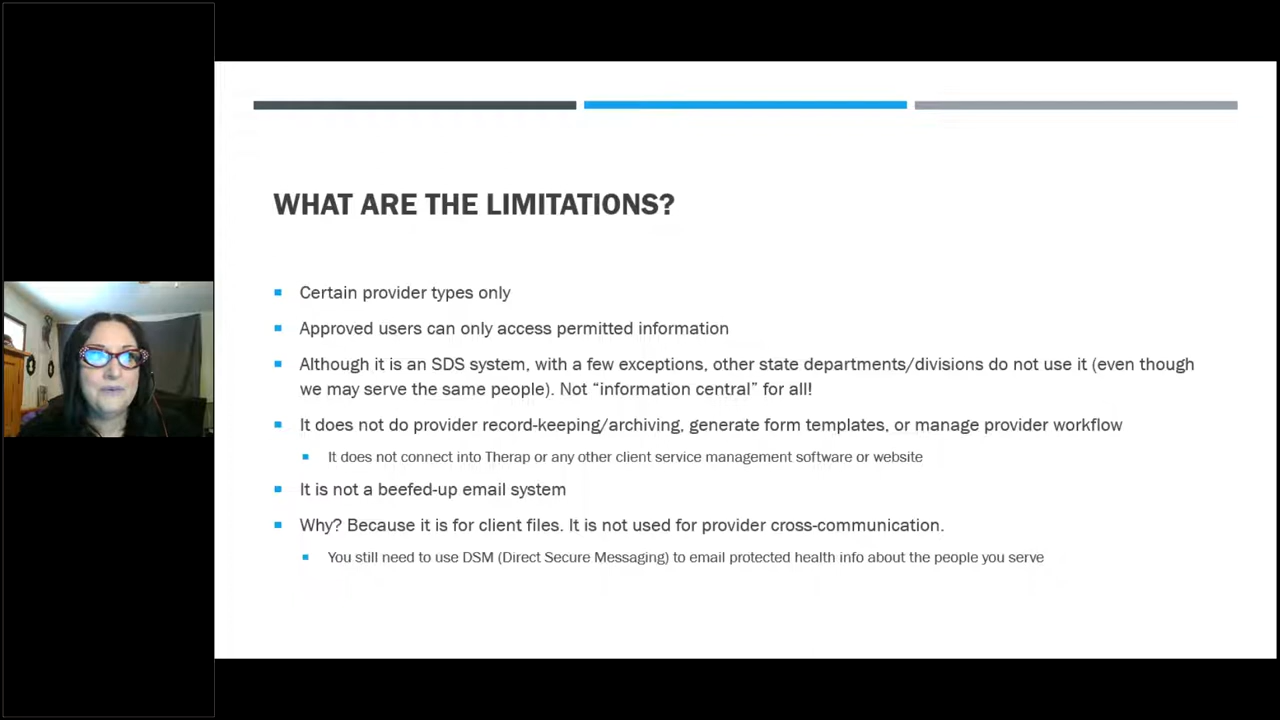 WHAT ARE THE LIMITATIONS?
Certain provider types only
Approved users can only access permitted information
Although it is an SDS system, with a few exceptions, other state departments/divisions do not use it (even though
we may serve the same people). Not “information central” for all!
It does not do provider record-keeping/archiving, generate form templates, or manage provider workflow
It does not connect into Therap or any other client service management software or website
It is not a beefed-up email system
Why? Because it is for client files. It is not used for provider cross-communication.
You still need to use DSM (Direct Secure Messaging) to email protected health info about the people you serve